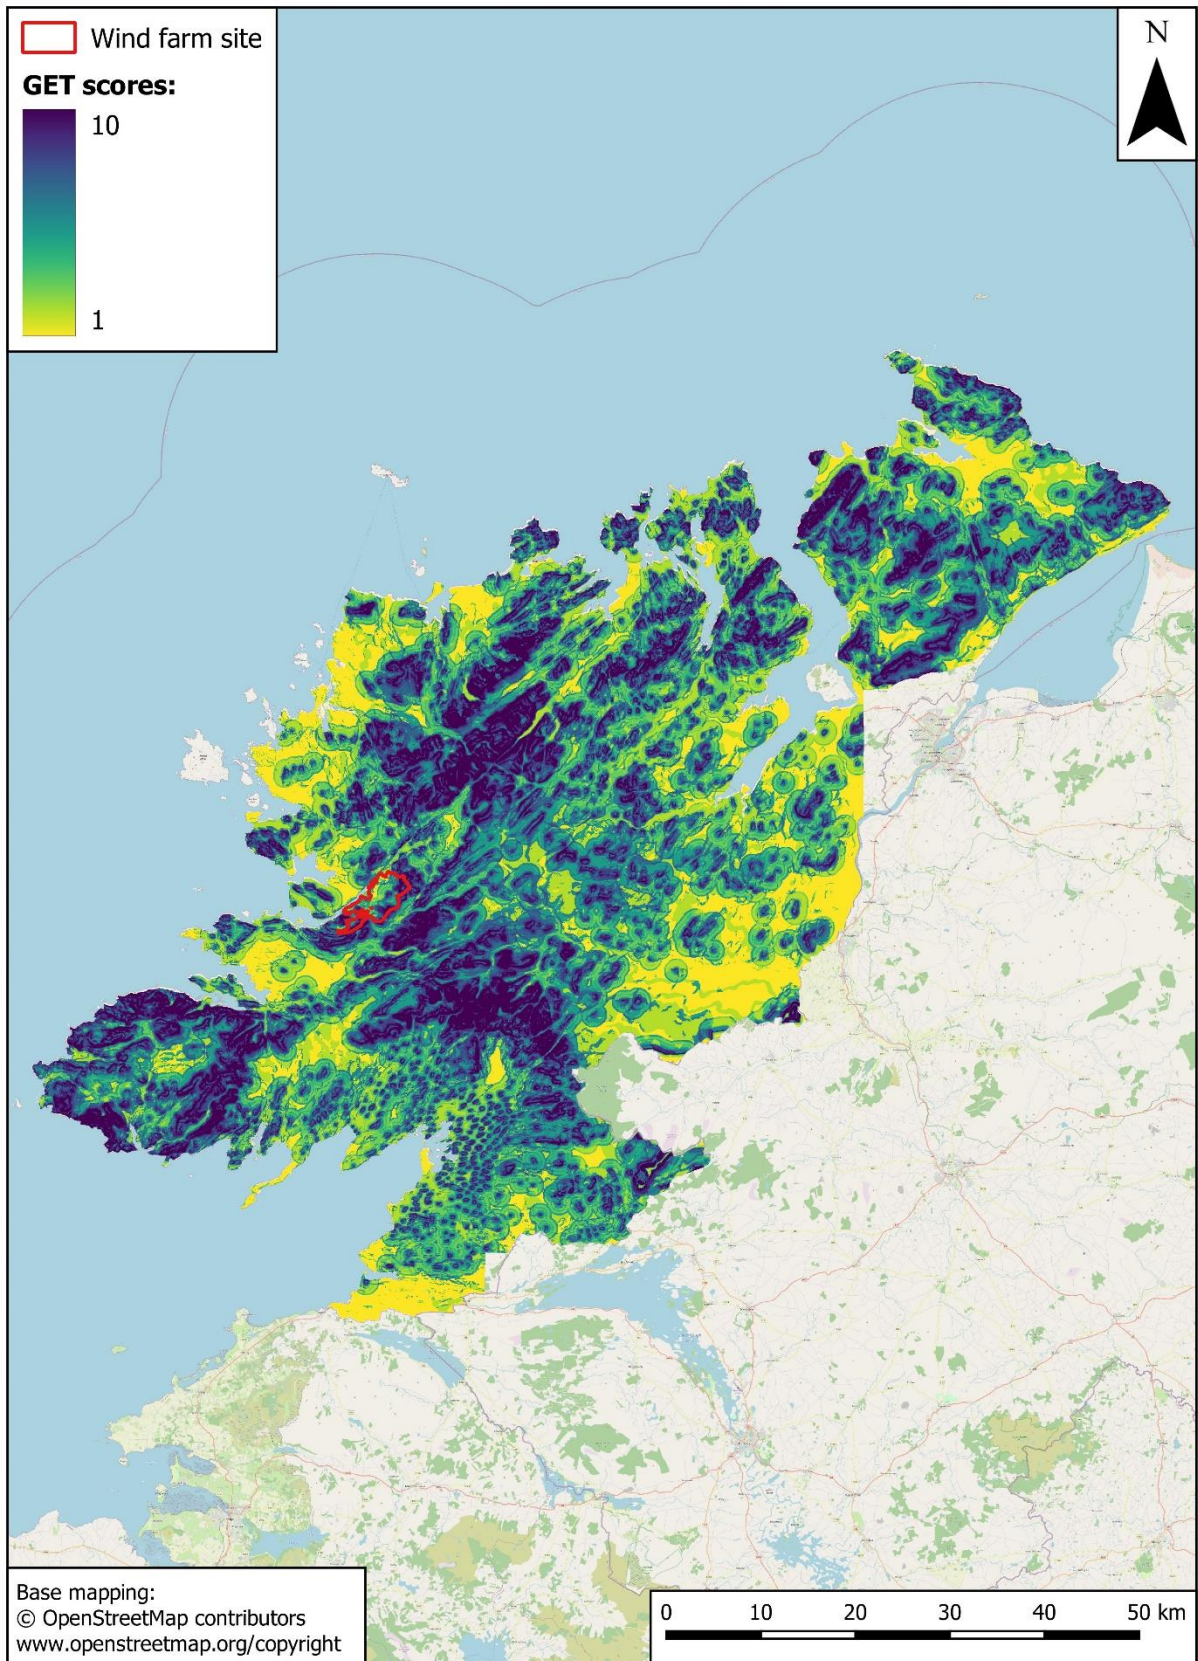 Wind farm site
N
GET scores:
10
1
Base mapping:
© OpenStreetMap contributors
www.openstreetmap.org/copyright
0 10 20 30 40 50 km